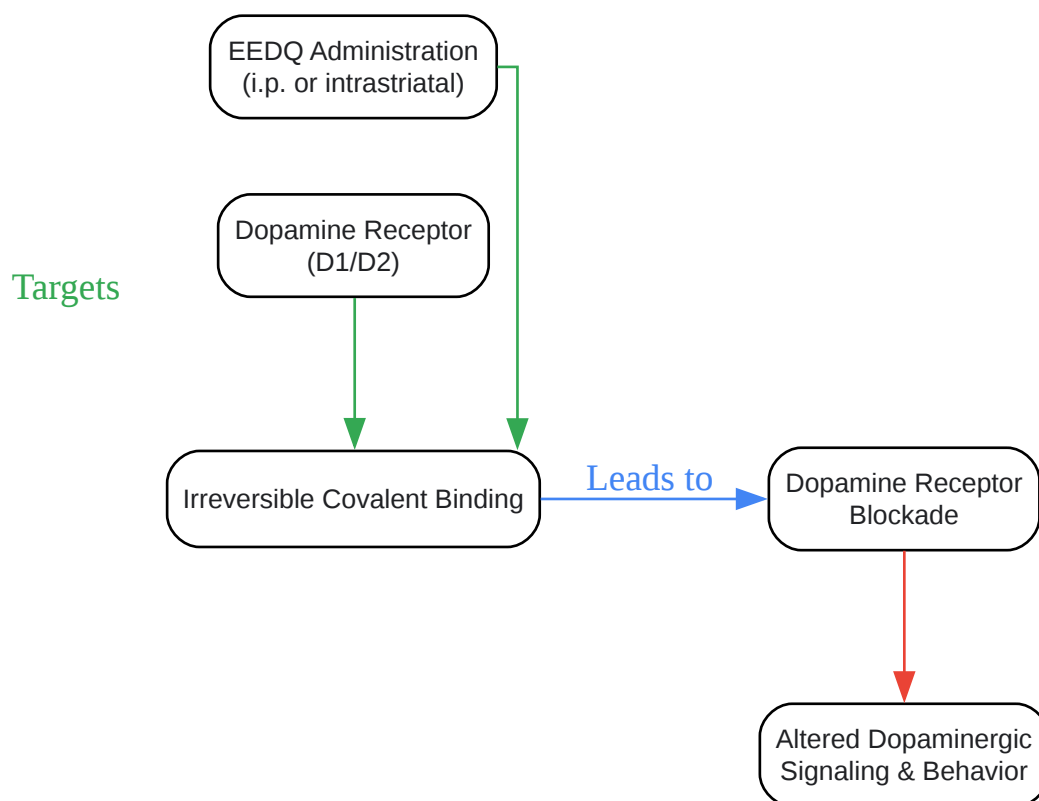 EEDQ Administration
(i.p. or intrastriatal)
Dopamine Receptor
(D1/D2)
Targets
Irreversible Covalent Binding
Leads to
Dopamine Receptor
Blockade
Altered Dopaminergic
Signaling & Behavior